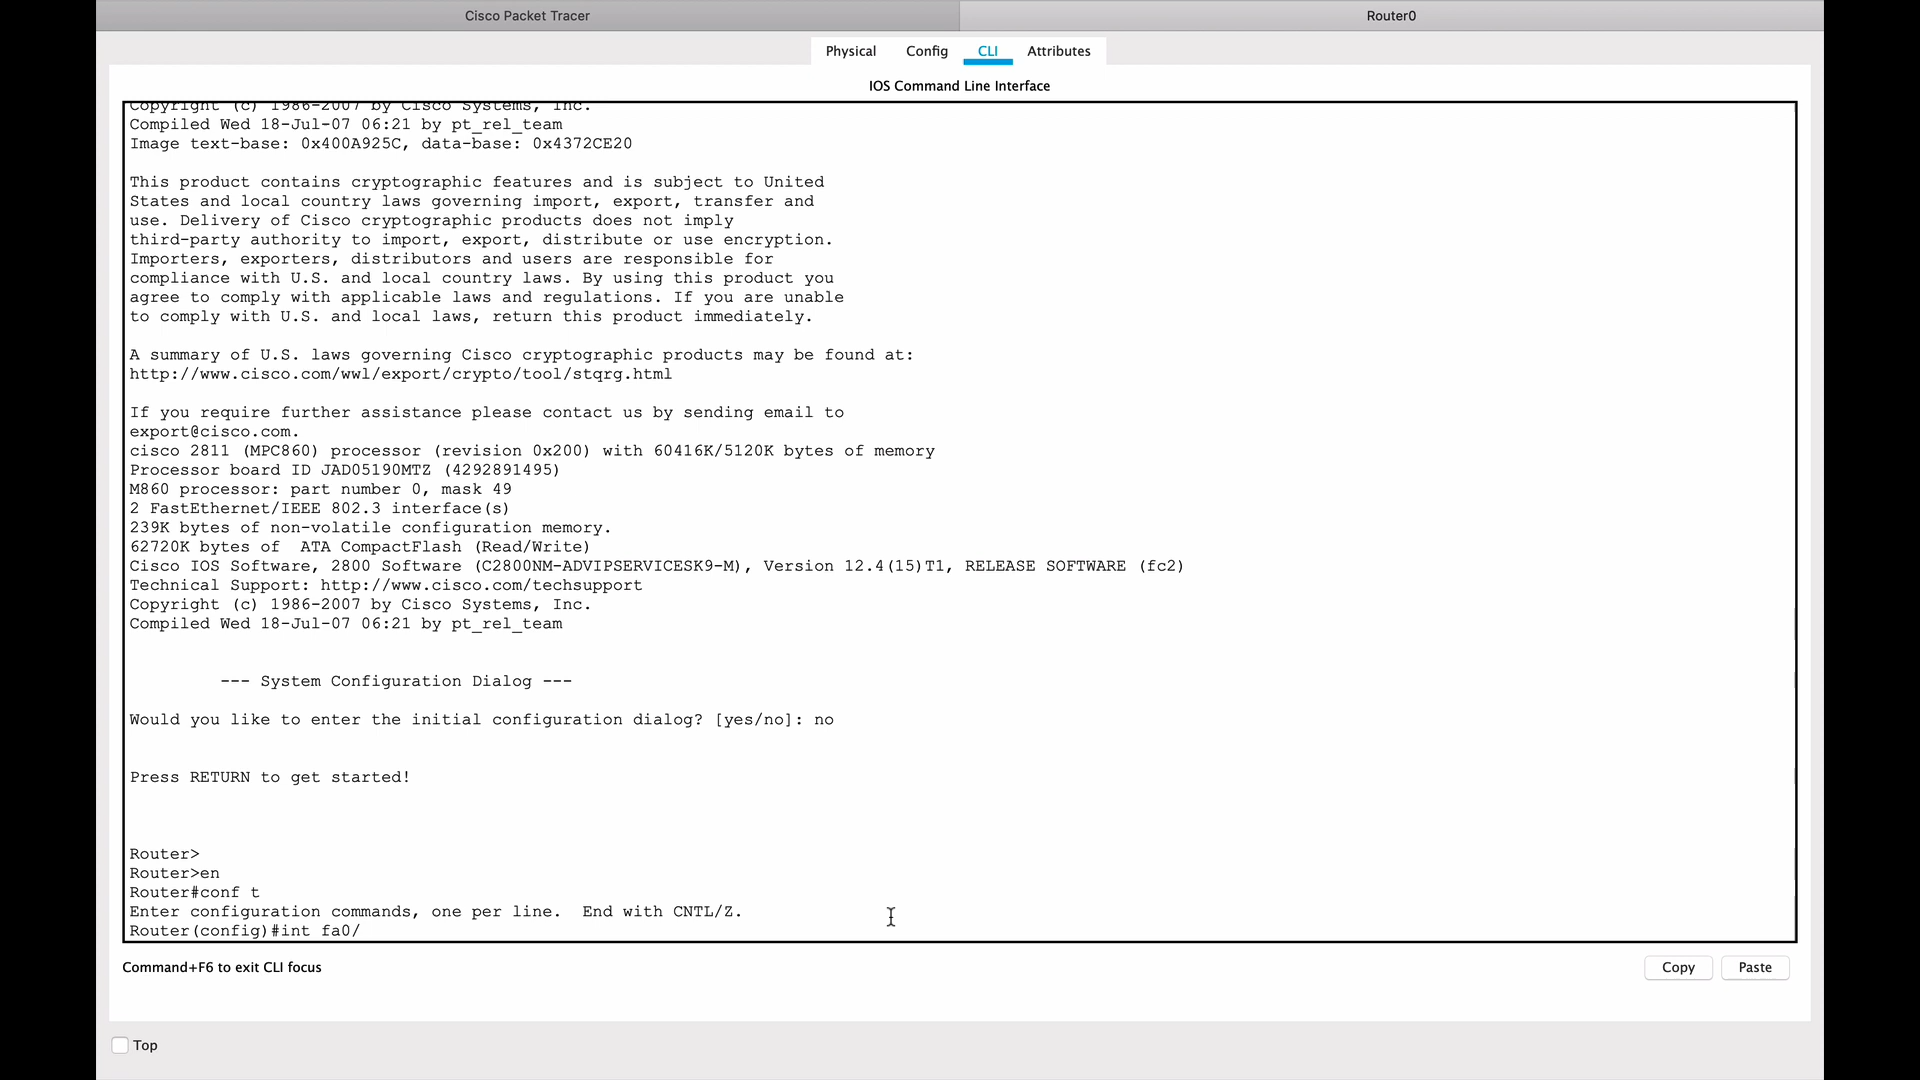 Cisco Packet Tracer
Router0
Physical
Config
CLI
Attributes
IOS Command Line Interface
Copyright (c) 1986-2007 by Cisco Systems, Inc.
Compiled Wed 18-Jul-07 06:21 by pt_rel_team
Image text-base: 0x400A925C, data-base: 0x4372CE20
This product contains cryptographic features and is subject to United
States and local country laws governing import, export, transfer and
use. Delivery of Cisco cryptographic products does not imply
third-party authority to import, export, distribute or use encryption.
Importers, exporters, distributors and users are responsible for
compliance with U.S. and local country laws. By using this product you
agree to comply with applicable laws and regulations. If you are unable
to comply with U.S. and local laws, return this product immediately.
A summary of U.S. laws governing Cisco cryptographic products may be found at:
http://www.cisco.com/wwl/export/crypto/tool/stqrg.html
If you require further assistance please contact us by sending email to
export@cisco.com.
cisco 2811 (MPC860) processor (revision 0x200) with 60416K/5120K bytes of memory
Processor board ID JAD05190MTZ (4292891495)
M860 processor: part number 0, mask 49
2 FastEthernet/IEEE 802.3 interface(s)
239K bytes of non-volatile configuration memory.
62720K bytes of  ATA CompactFlash (Read/Write)
Cisco IOS Software, 2800 Software (C2800NM-ADVIPSERVICESK9-M), Version 12.4(15)T1, RELEASE SOFTWARE (fc2)
Technical Support: http://www.cisco.com/techsupport
Copyright (c) 1986-2007 by Cisco Systems, Inc.
Compiled Wed 18-Jul-07 06:21 by pt_rel_team
--- System Configuration Dialog ---
Would you like to enter the initial configuration dialog? [yes/no]: no
Press RETURN to get started!
Router>
Router>en
Router#conf t
Enter configuration commands, one per line.  End with CNTL/Z.
Router(config)#int fa0/
Command+F6 to exit CLI focus
Copy
Paste
Top